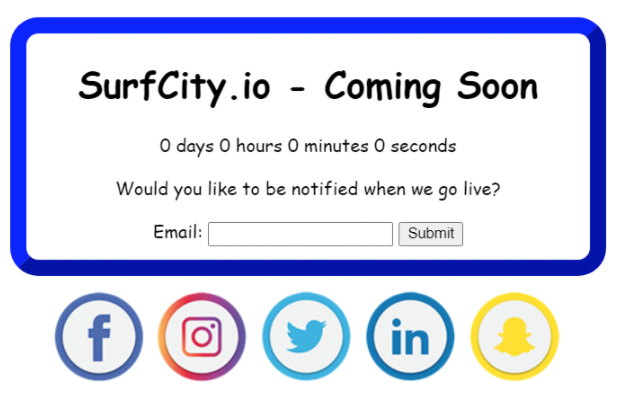 SurfCity.io - Coming Soon
0 days 0 hours 0 minutes 0 seconds
Would you like to be notified when we go live?
Email: Submit
f in